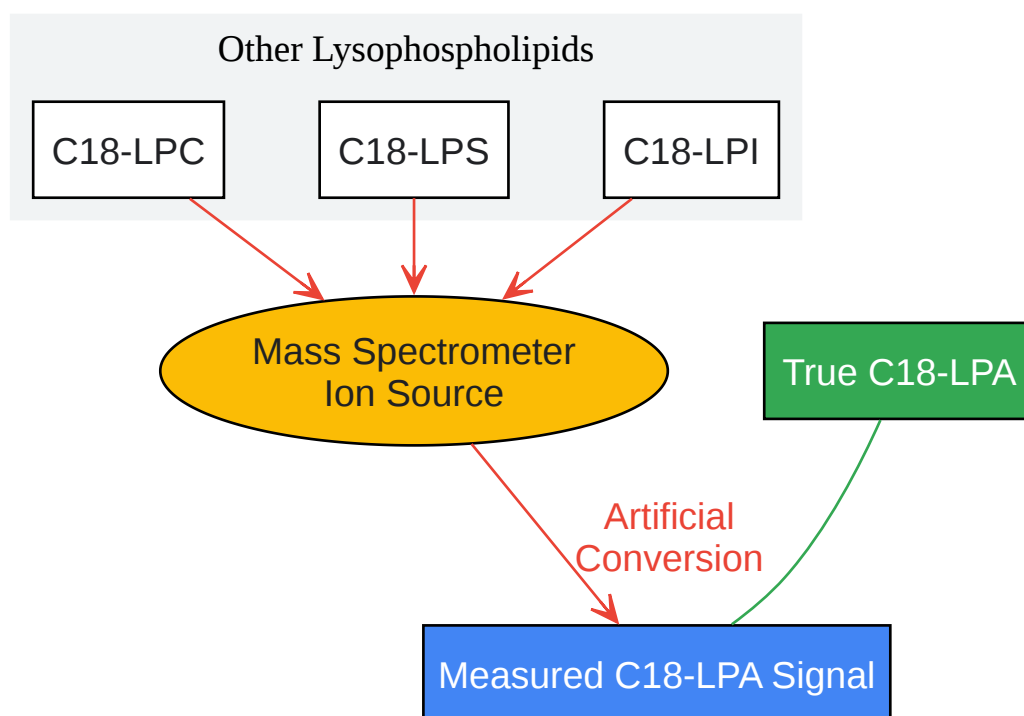 Other Lysophospholipids
C18-LPC
C18-LPS
C18-LPI
Mass Spectrometer
Ion Source
True C18-LPA
Artificial
Conversion
Measured C18-LPA Signal